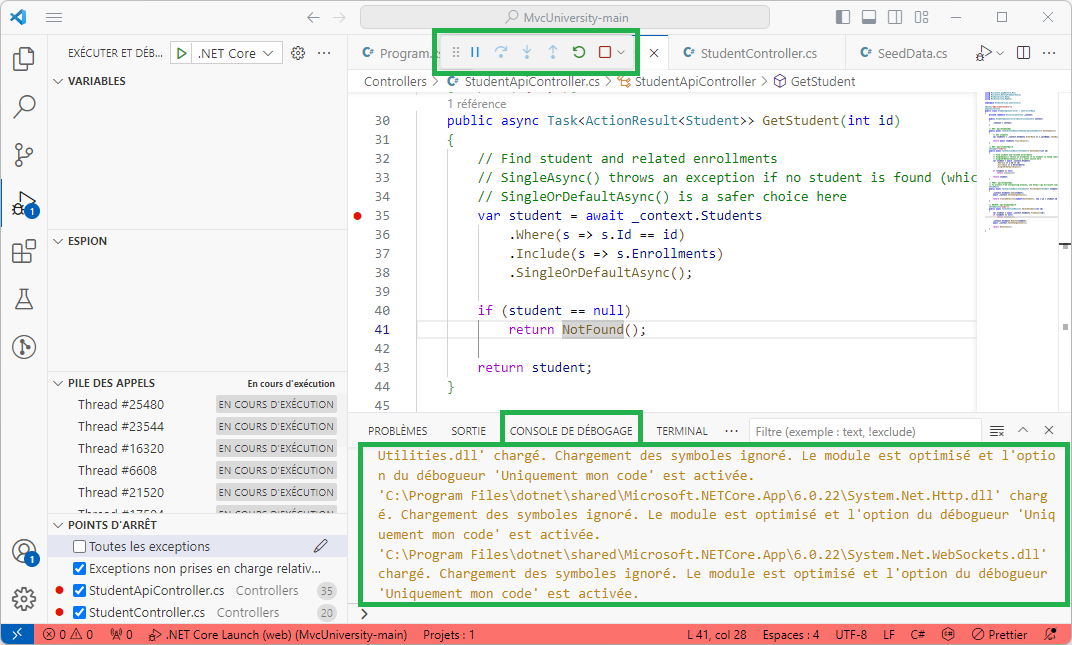 MvcUniversity-main
EXÉCUTER ET DÉB...
.NET Core
Program.
StudentController.cs
SeedData.cs
Controllers > StudentApiController.cs > StudentApiController > GetStudent
VARIABLES
ESPION
PILE DES APPELS
En cours d'exécution
Thread #25480 EN COURS D'EXÉCUTION
Thread #23544 EN COURS D'EXÉCUTION
Thread #16320 EN COURS D'EXÉCUTION
Thread #6608 EN COURS D'EXÉCUTION
Thread #21520 EN COURS D'EXÉCUTION
Thread #17504 EN COURS D'EXÉCUTION
POINTS D'ARRÊT
Toutes les exceptions
Exceptions non prises en charge relativ...
StudentApiController.cs Controllers 35
StudentController.cs Controllers 20
1
1
1 référence
30 public async Task<ActionResult<Student>> GetStudent(int id)
31 {
32 // Find student and related enrollments
33 // SingleAsync() throws an exception if no student is found (whic
34 // SingleOrDefaultAsync() is a safer choice here
35 var student = await _context.Students
36 .Where(s => s.Id == id)
37 .Include(s => s.Enrollments)
38 .SingleOrDefaultAsync();
39
40 if (student == null)
41 return NotFound();
42
43 return student;
44 }
45
PROBLÈMES SORTIE CONSOLE DE DÉBOGAGE TERMINAL ... Filtre (exemple : text, !exclude)
Utilities.dll' chargé. Chargement des symboles ignoré. Le module est optimisé et l'optio
n du débogueur 'Uniquement mon code' est activée.
'C:\Program Files\dotnet\shared\Microsoft.NETCore.App\6.0.22\System.Net.Http.dll' charg
é. Chargement des symboles ignoré. Le module est optimisé et l'option du débogueur 'Uniq
uement mon code' est activée.
'C:\Program Files\dotnet\shared\Microsoft.NETCore.App\6.0.22\System.Net.WebSockets.dll'
chargé. Chargement des symboles ignoré. Le module est optimisé et l'option du débogueur
'Uniquement mon code' est activée.
0 0 0 .NET Core Launch (web) (MvcUniversity-main) Projets : 1 L 41, col 28 Espaces : 4 UTF-8 LF C# Prettier